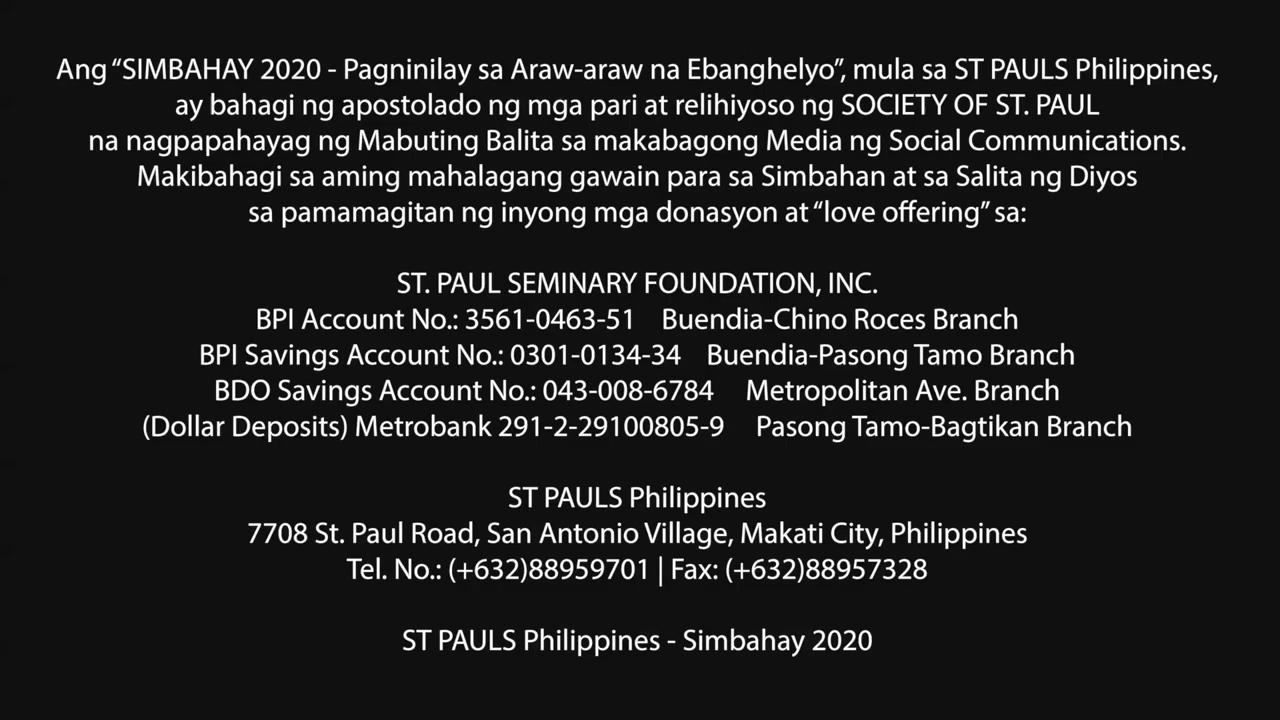 Ang “SIMBAHAY 2020 - Pagninilay sa Araw-araw na Ebanghelyo”, mula sa ST PAULS Philippines,
ay bahagi ng apostolado ng mga pari at relihiyoso ng SOCIETY OF ST. PAUL
na nagpapahayag ng Mabuting Balita sa makabagong Media ng Social Communications.
Makibahagi sa aming mahalagang gawain para sa Simbahan at sa Salita ng Diyos
sa pamamagitan ng inyong mga donasyon at “love offering” sa:
ST. PAUL SEMINARY FOUNDATION, INC.
BPI Account No.: 3561-0463-51 Buendia-Chino Roces Branch
BPI Savings Account No.: 0301-0134-34 Buendia-Pasong Tamo Branch
BDO Savings Account No.: 043-008-6784 Metropolitan Ave. Branch
(Dollar Deposits) Metrobank 291-2-29100805-9 Pasong Tamo-Bagtikan Branch
ST PAULS Philippines
7708 St. Paul Road, San Antonio Village, Makati City, Philippines
Tel. No.: (+632)88959701 | Fax: (+632)88957328
ST PAULS Philippines - Simbahay 2020